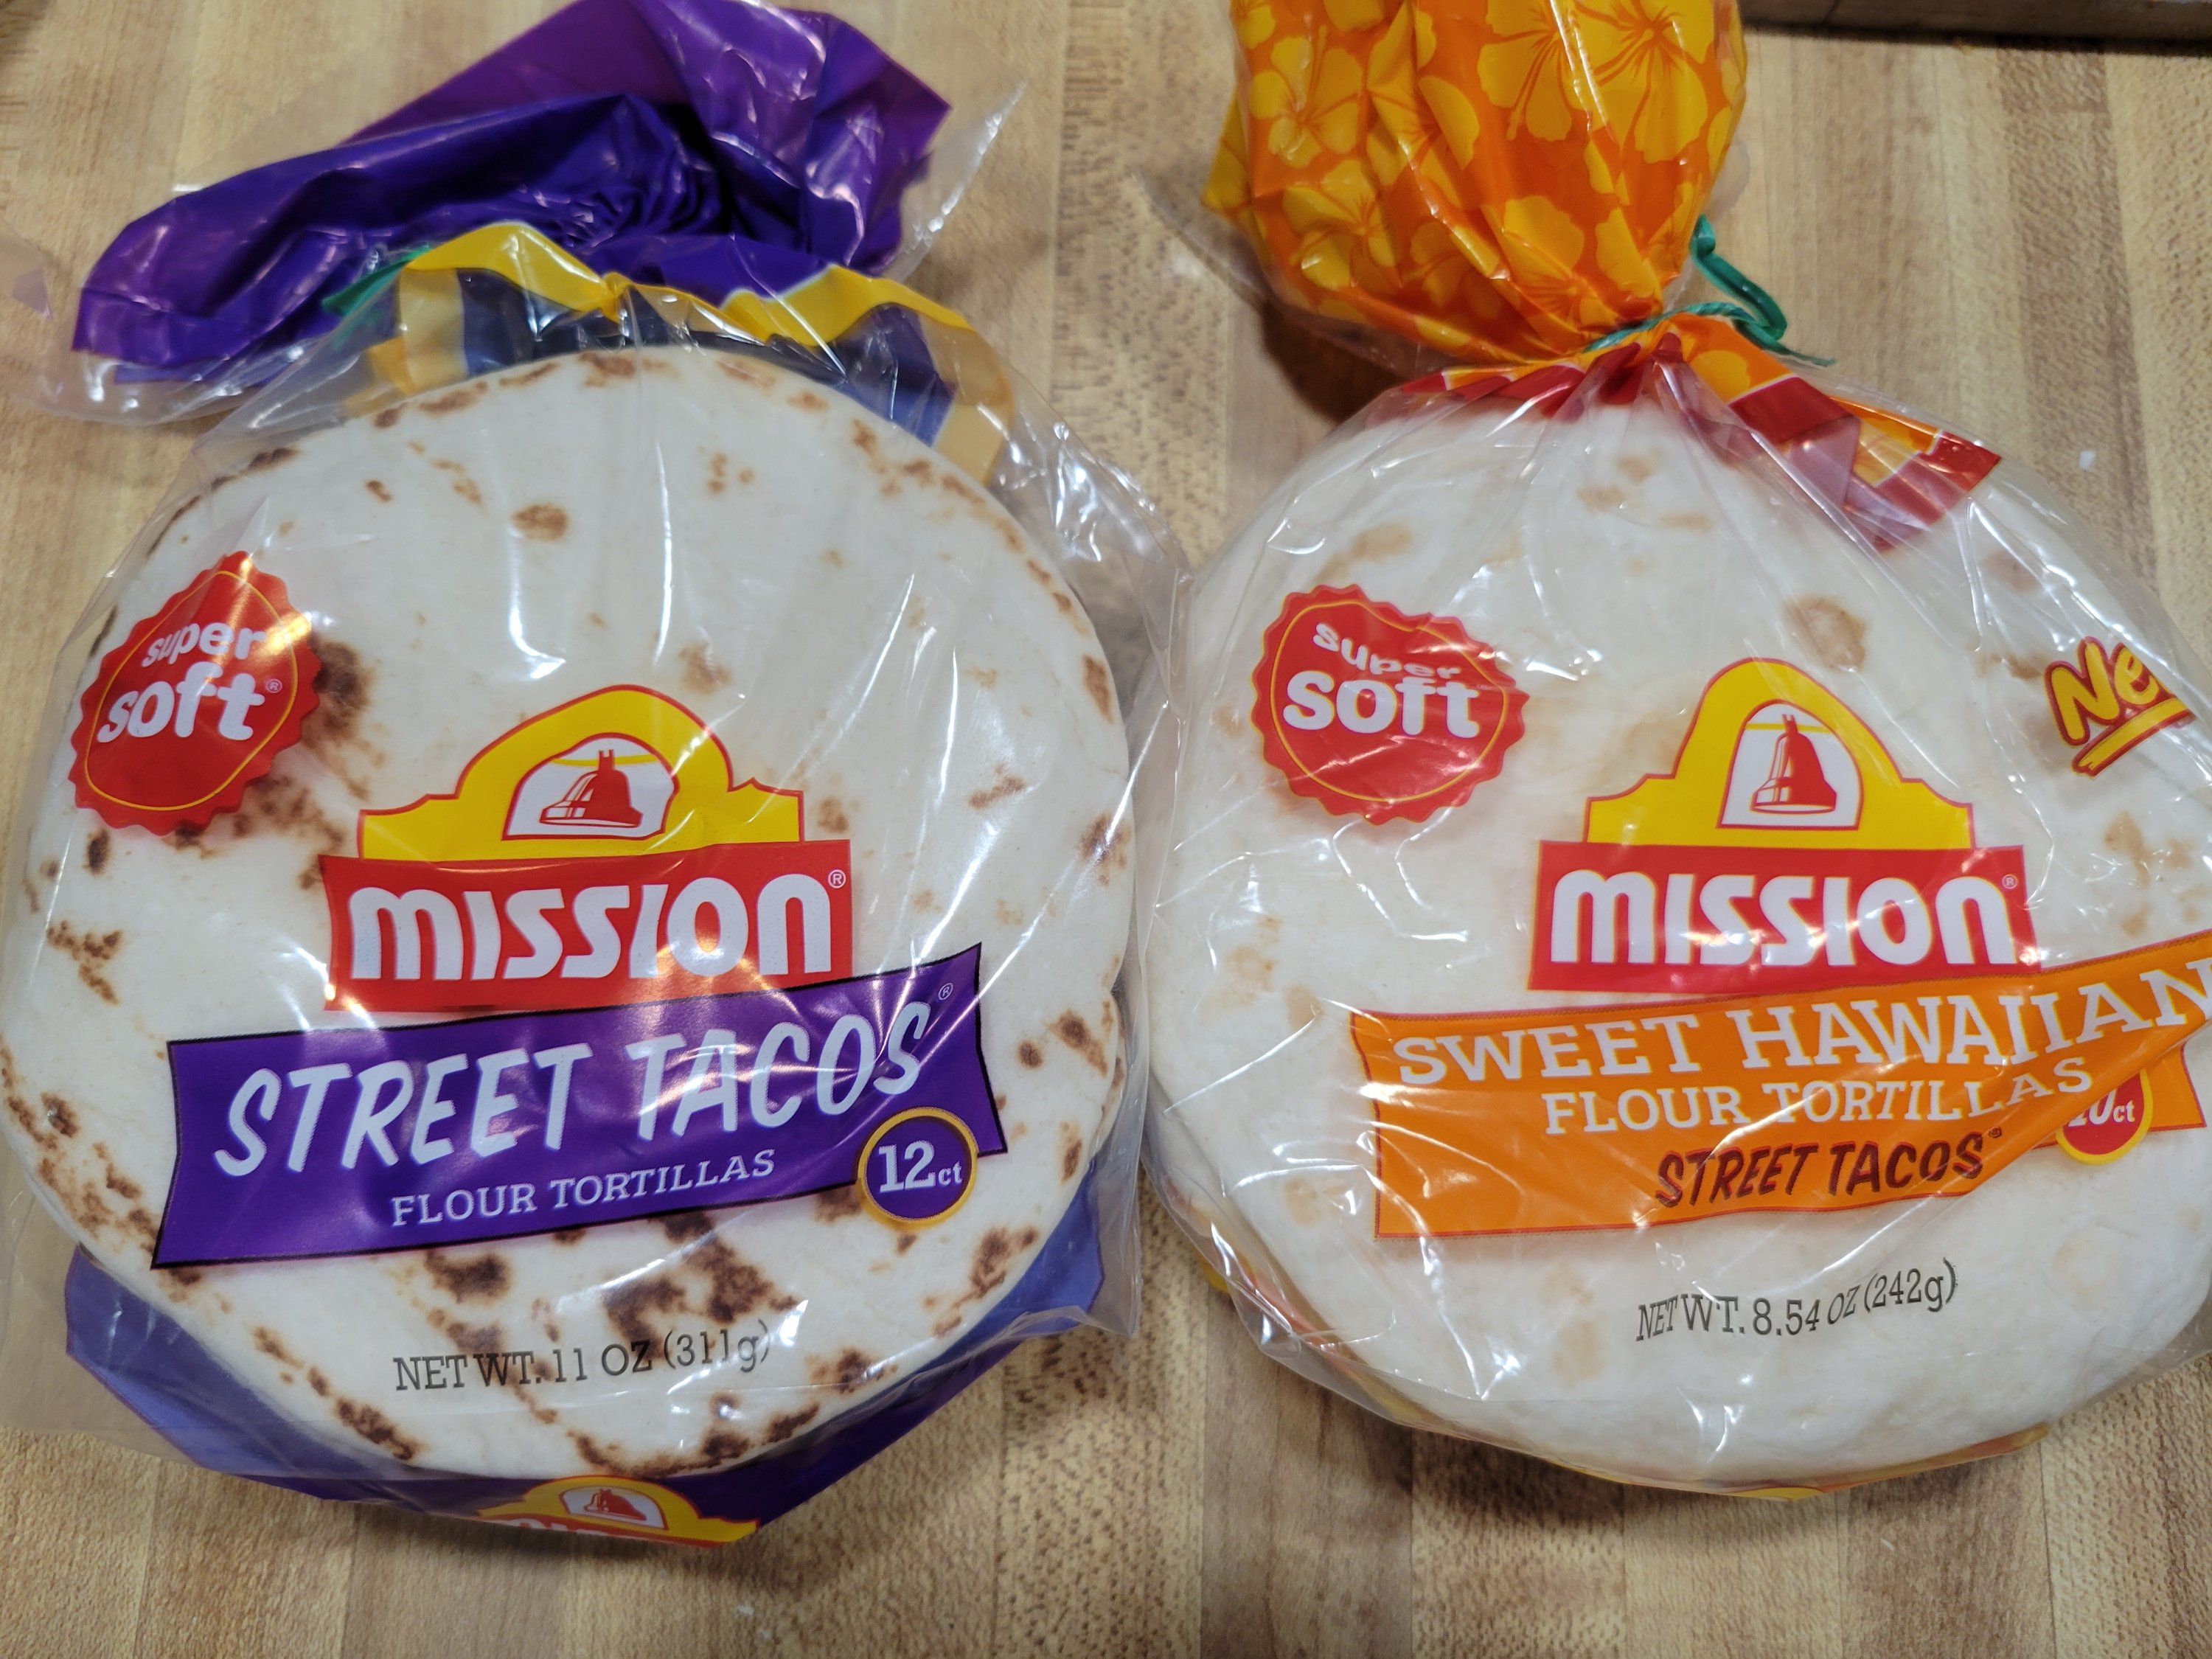 super
soft®
MISSION®
STREET TACOS®
FLOUR TORTILLAS
12ct
NET WT. 11 OZ (311g)
super
soft
MISSION®
SWEET HAWAIIAN
FLOUR TORTILLAS
10ct
STREET TACOS®
NET WT. 8.54 OZ (242g)